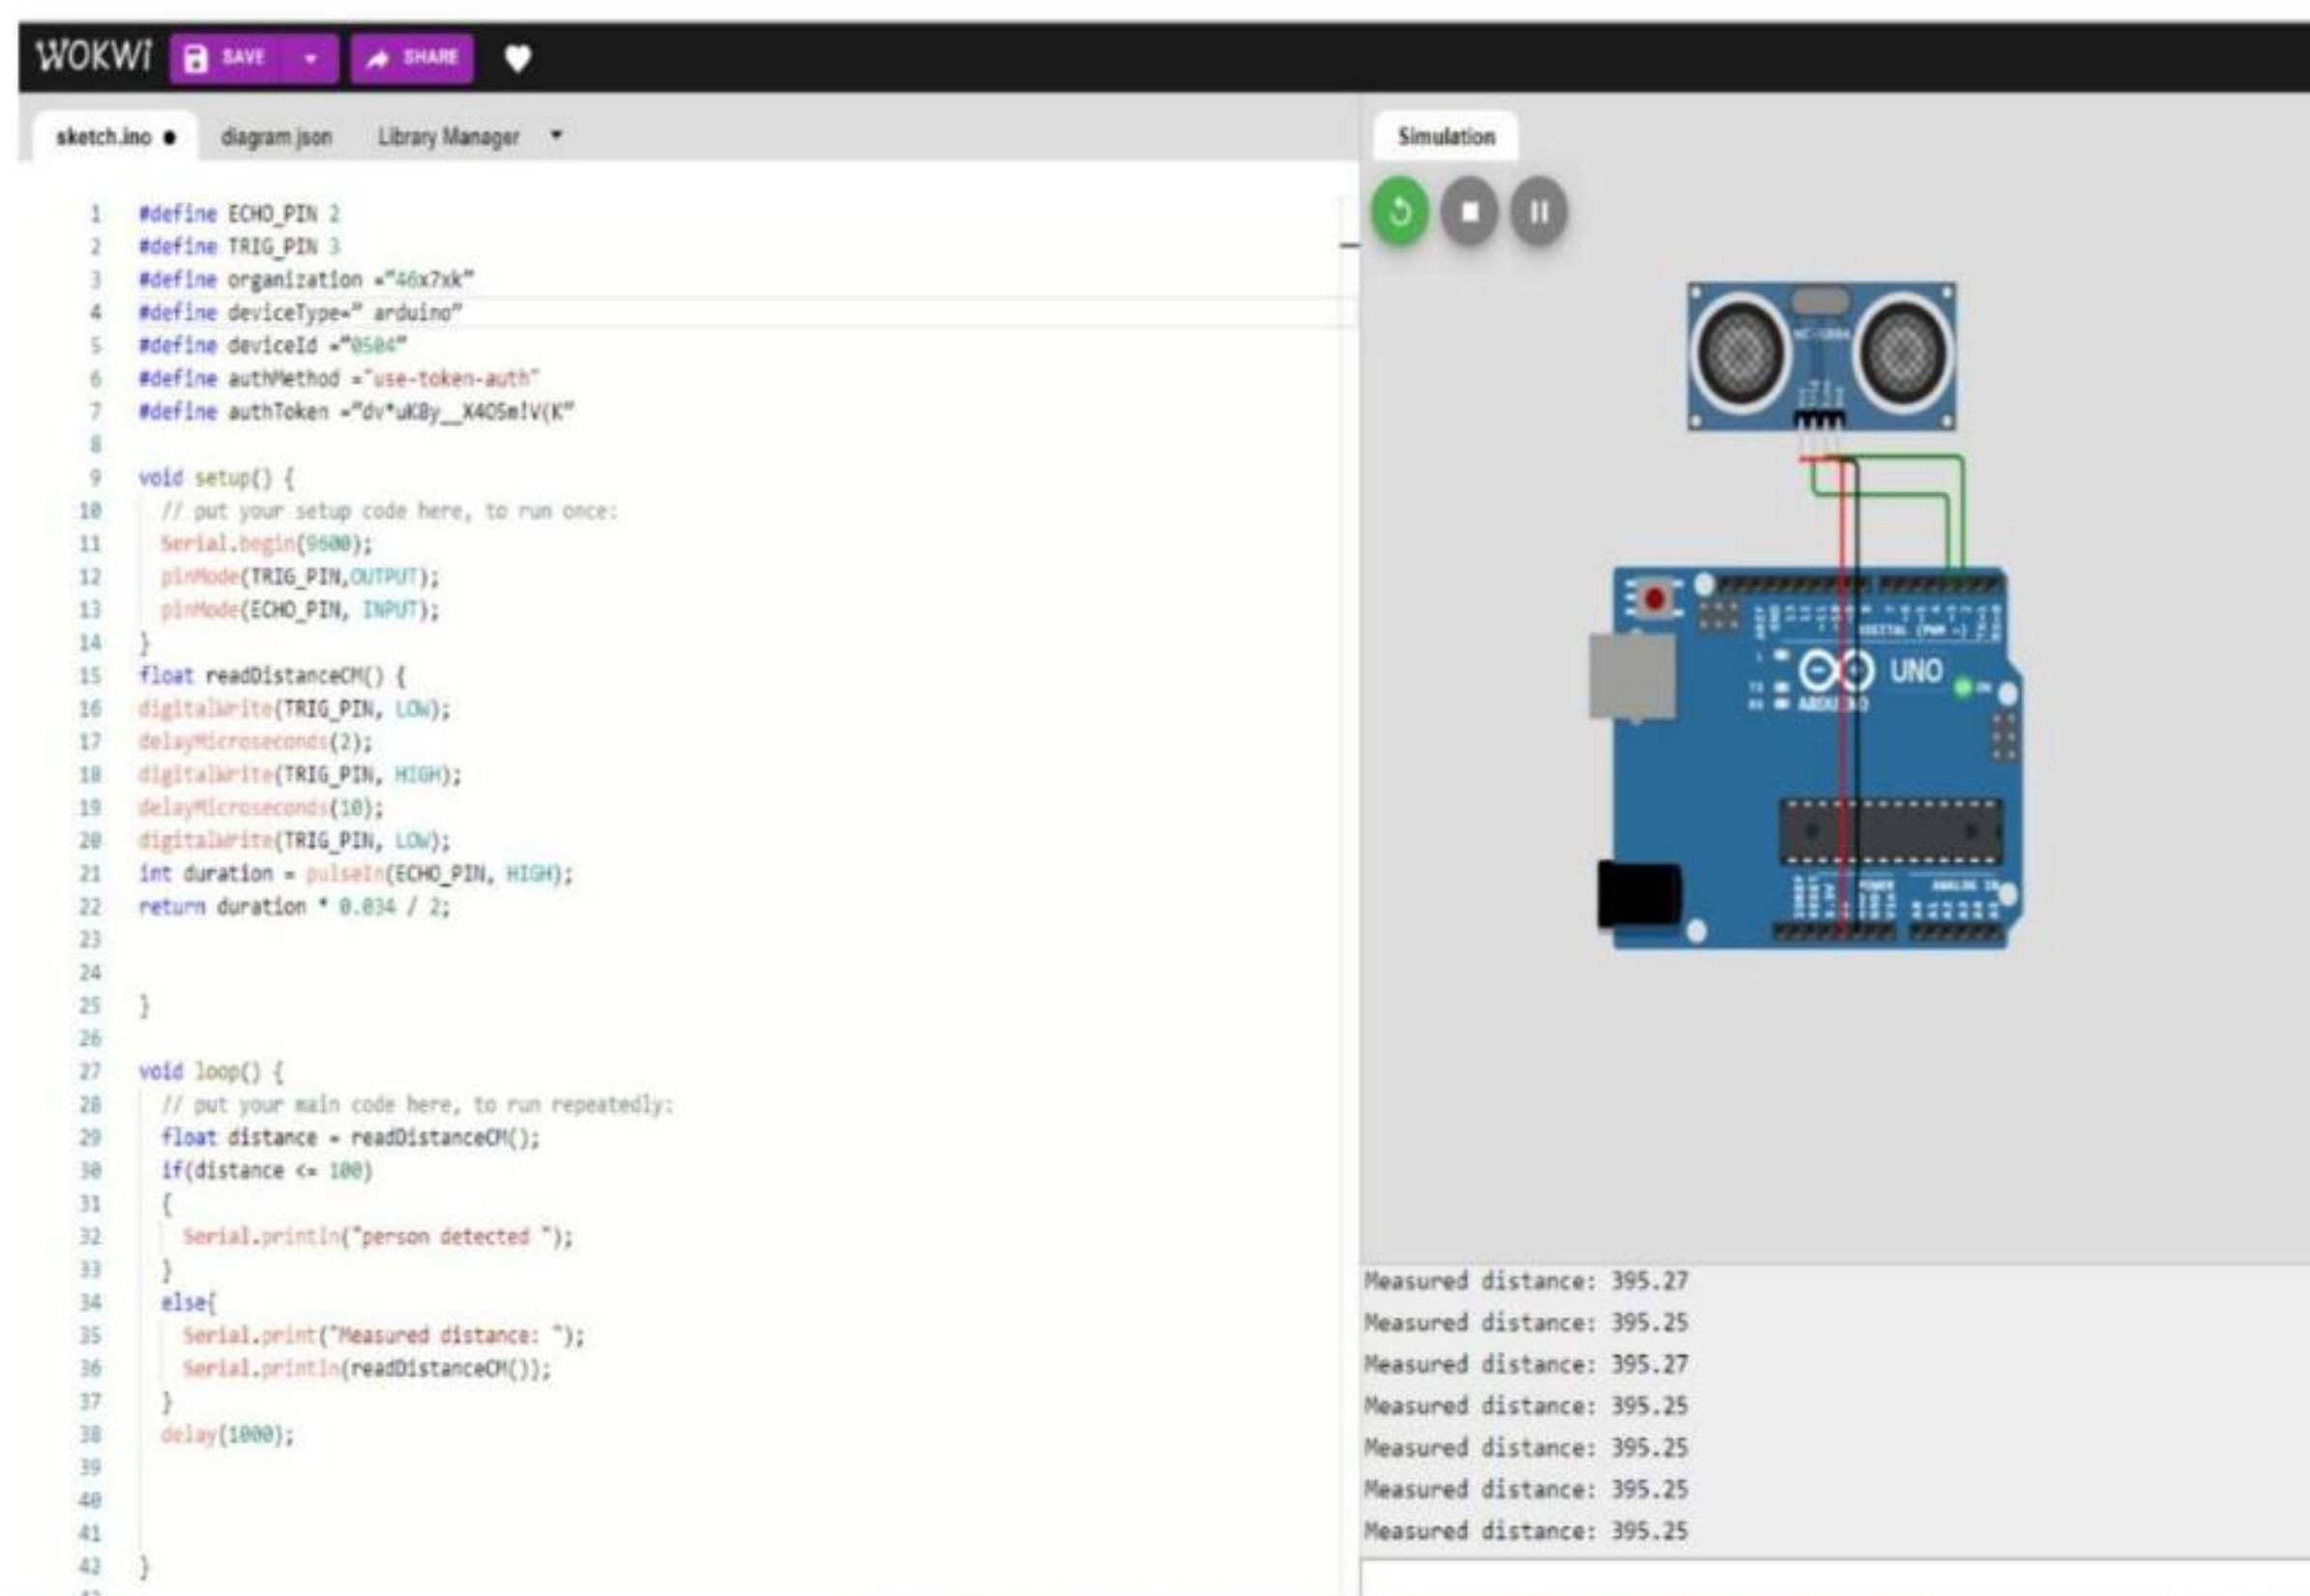 WOKWi SAVE SHARE
sketch.ino ● diagram.json Library Manager
Simulation
1 #define ECHO_PIN 2
2 #define TRIG_PIN 3
3 #define organization =”46x7xk”
4 #define deviceType=” arduino”
5 #define deviceId =”0504”
6 #define authMethod ="use-token-auth"
7 #define authToken =”dv*uK8y__X4OSm!V(K”
8
9 void setup() {
10 // put your setup code here, to run once:
11 Serial.begin(9600);
12 pinMode(TRIG_PIN,OUTPUT);
13 pinMode(ECHO_PIN, INPUT);
14 }
15 float readDistanceCM() {
16 digitalWrite(TRIG_PIN, LOW);
17 delayMicroseconds(2);
18 digitalWrite(TRIG_PIN, HIGH);
19 delayMicroseconds(10);
20 digitalWrite(TRIG_PIN, LOW);
21 int duration = pulseIn(ECHO_PIN, HIGH);
22 return duration * 0.034 / 2;
23
24
25 }
26
27 void loop() {
28 // put your main code here, to run repeatedly:
29 float distance = readDistanceCM();
30 if(distance <= 100)
31 {
32 Serial.println("person detected ");
33 }
34 else{
35 Serial.print("Measured distance: ");
36 Serial.println(readDistanceCM());
37 }
38 delay(1000);
39
40
41
42 }
HC-SR04
DIGITAL (PWM ~)
UNO
ON
ARDUINO
POWER ANALOG IN
Measured distance: 395.27
Measured distance: 395.25
Measured distance: 395.27
Measured distance: 395.25
Measured distance: 395.25
Measured distance: 395.25
Measured distance: 395.25